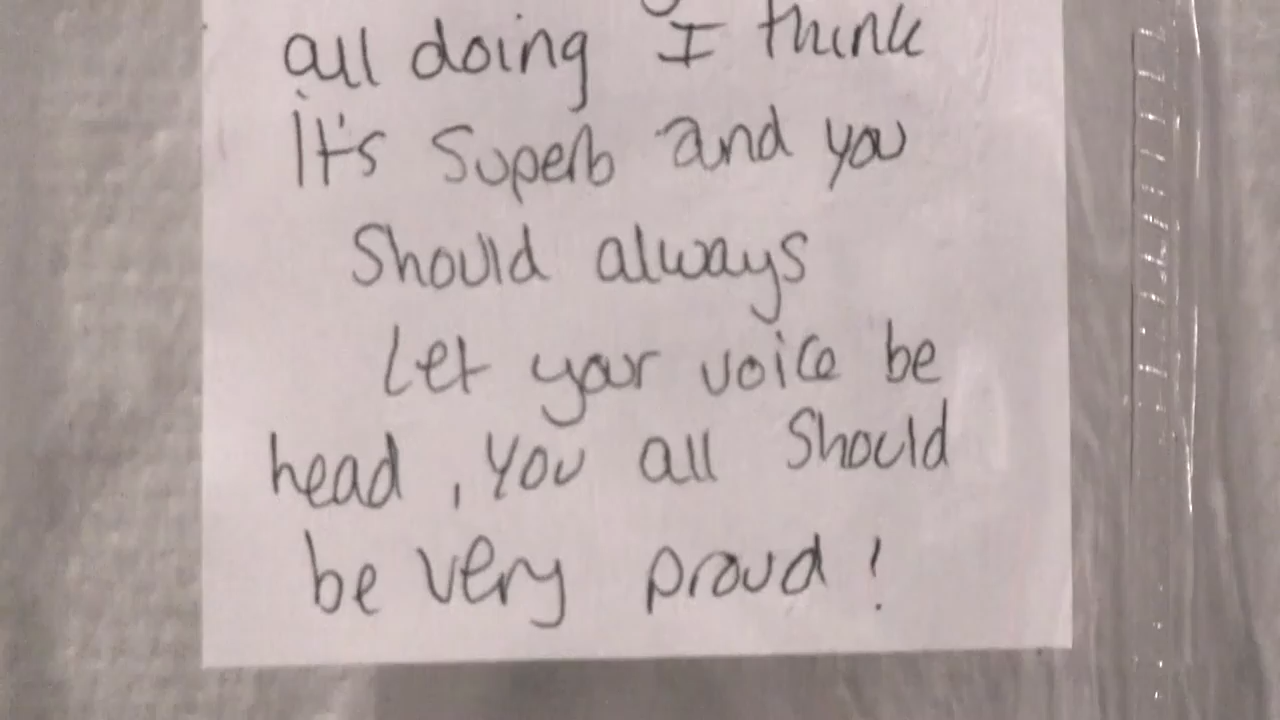 all doing I think
It's Superb and you
Should always
Let your voice be
head , you all Should
be very proud !